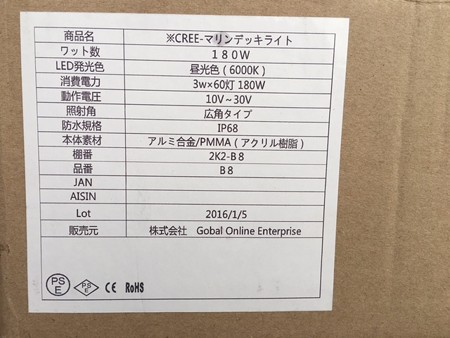 商品名 ※CREE-マリンデッキライト
ワット数 180W
LED発光色 昼光色(6000K)
消費電力 3w×60灯 180W
動作電圧 10V~30V
照射角 広角タイプ
防水規格 IP68
本体素材 アルミ合金/PMMA(アクリル樹脂)
棚番 2K2-B8
品番 B8
JAN
AISIN
Lot 2016/1/5
販売元 株式会社 Gobal Online Enterprise
PSE PSE CE RoHS